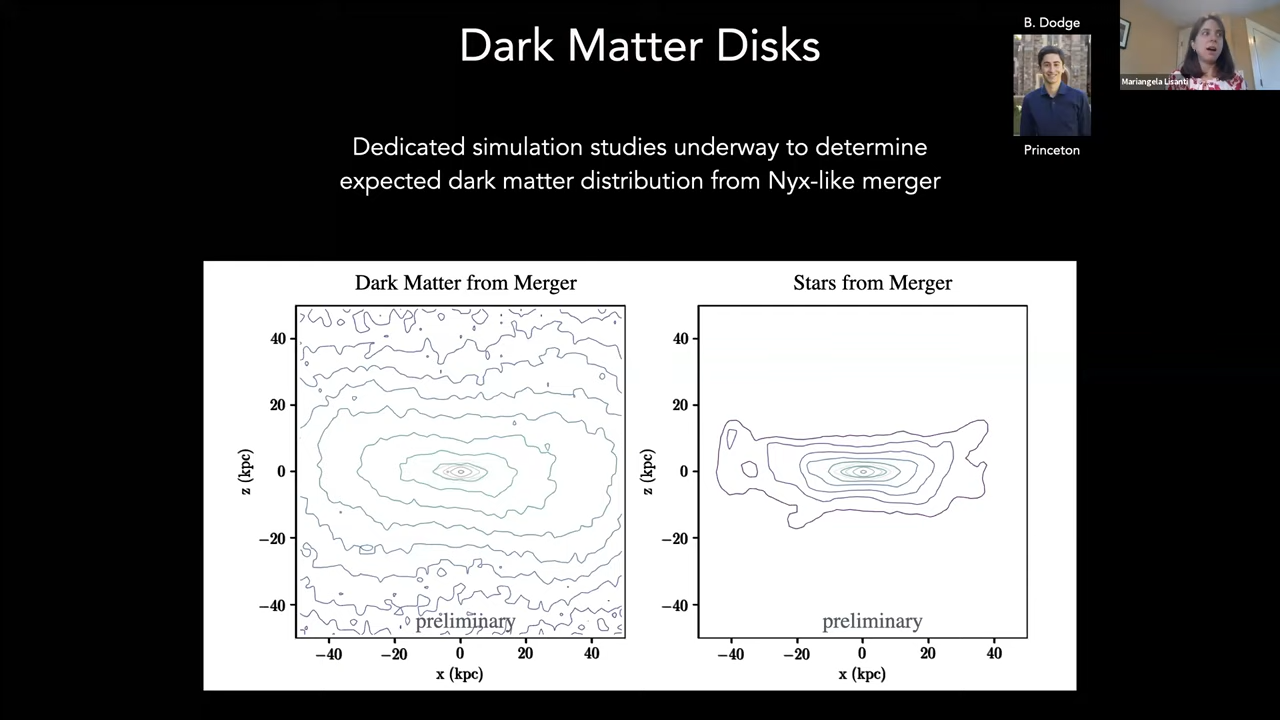 Dark Matter Disks
B. Dodge
Princeton
Mariangela Lisanti
Dedicated simulation studies underway to determine
expected dark matter distribution from Nyx-like merger
Dark Matter from Merger
40
20
0
−20
−40
z (kpc)
preliminary
−40 −20 0 20 40
x (kpc)
Stars from Merger
40
20
0
−20
−40
z (kpc)
preliminary
−40 −20 0 20 40
x (kpc)